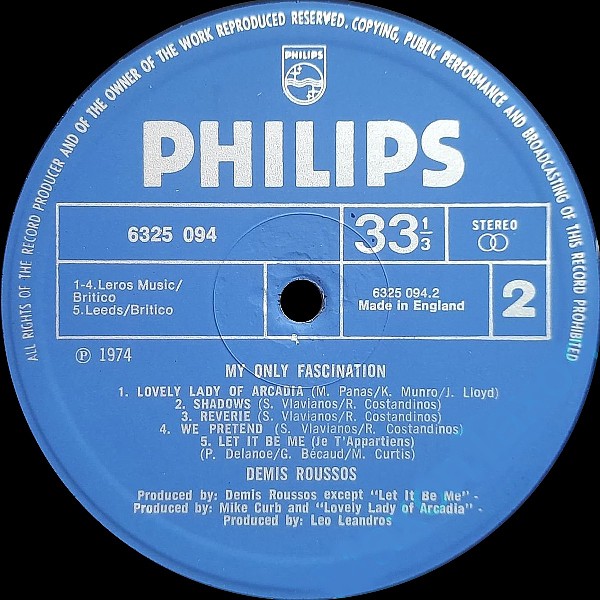 ALL RIGHTS OF THE RECORD PRODUCER AND OF THE OWNER OF THE WORK REPRODUCED RESERVED. COPYING, PUBLIC PERFORMANCE AND BROADCASTING OF THIS RECORD PROHIBITED
PHILIPS
PHILIPS
6325 094
33 1/3
STEREO
1-4.Leros Music/
Britico
5.Leeds/Britico
6325 094.2
Made in England
2
Ⓟ 1974
MY ONLY FASCINATION
1. LOVELY LADY OF ARCADIA (M. Panas/K. Munro/J. Lloyd)
2. SHADOWS (S. Vlavianos/R. Costandinos)
3. REVERIE (S. Vlavianos/R. Costandinos)
4. WE PRETEND (S. Vlavianos/R. Costandinos)
5. LET IT BE ME (Je T'Appartiens)
(P. Delanoe/G. Bécaud/M. Curtis)
DEMIS ROUSSOS
Produced by: Demis Roussos except "Let It Be Me" -
Produced by: Mike Curb and "Lovely Lady of Arcadia" -
Produced by: Leo Leandros